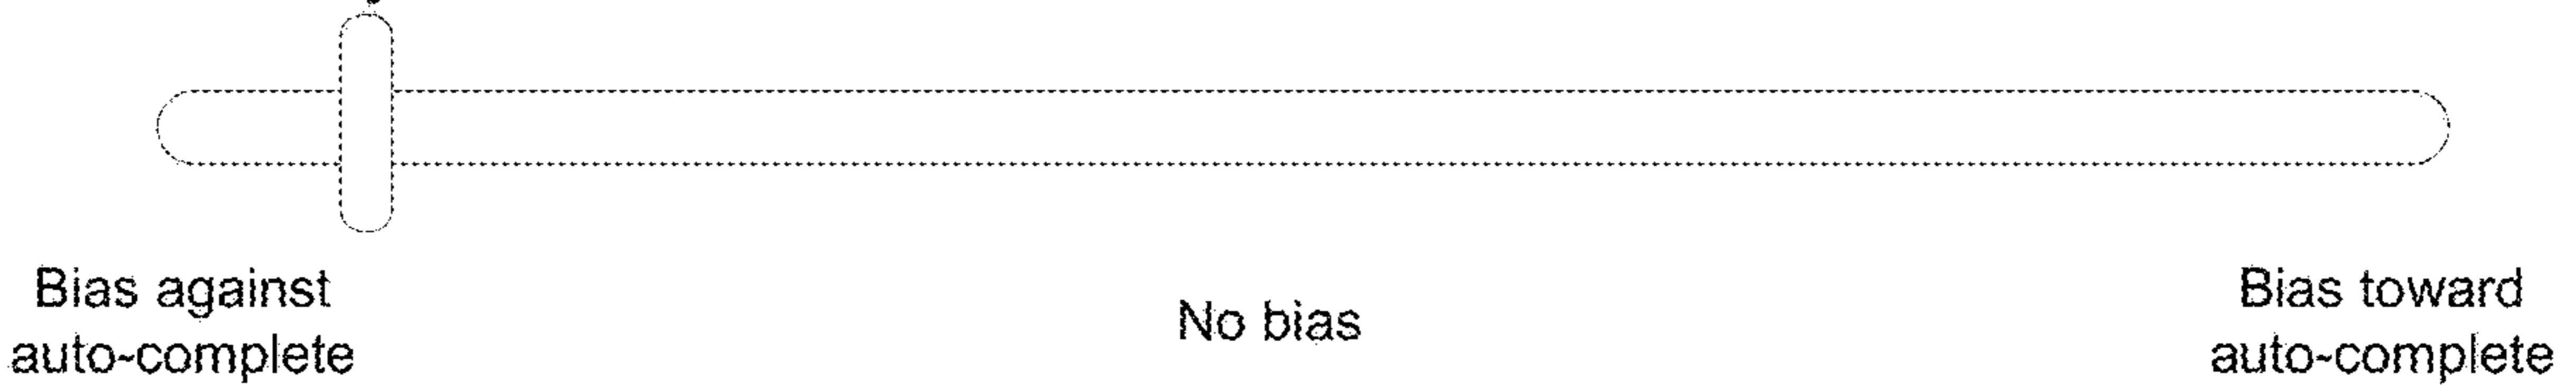 Bias against
auto-complete
No bias
Bias toward
auto-complete